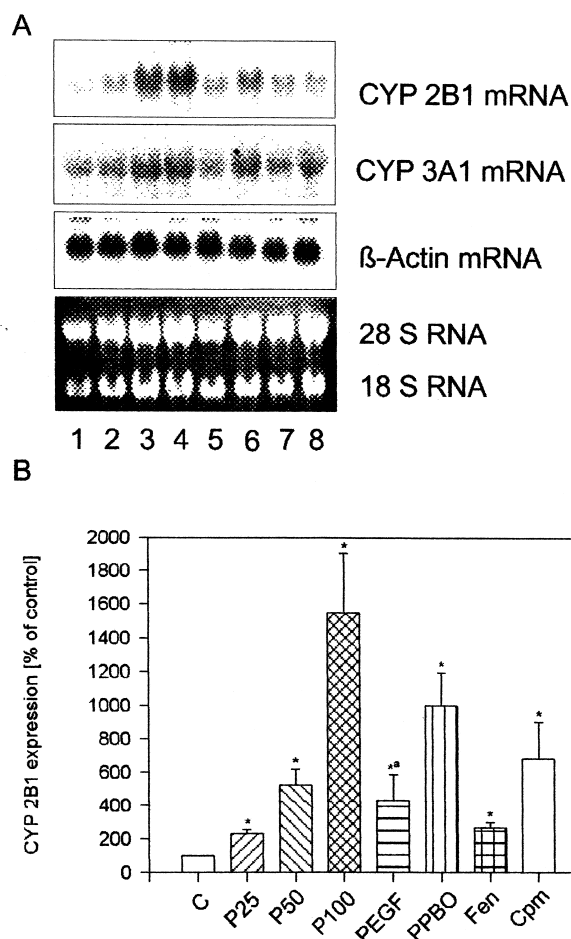 A
CYP 2B1 mRNA
CYP 3A1 mRNA
ß-Actin mRNA
28 S RNA
18 S RNA
1 2 3 4 5 6 7 8
B
CYP 2B1 expression [% of control]
2000
1800
1600
1400
1200
1000
800
600
400
200
0
* * * *a * * *
C P25 P50 P100 PEGF PPBO Fen Cpm